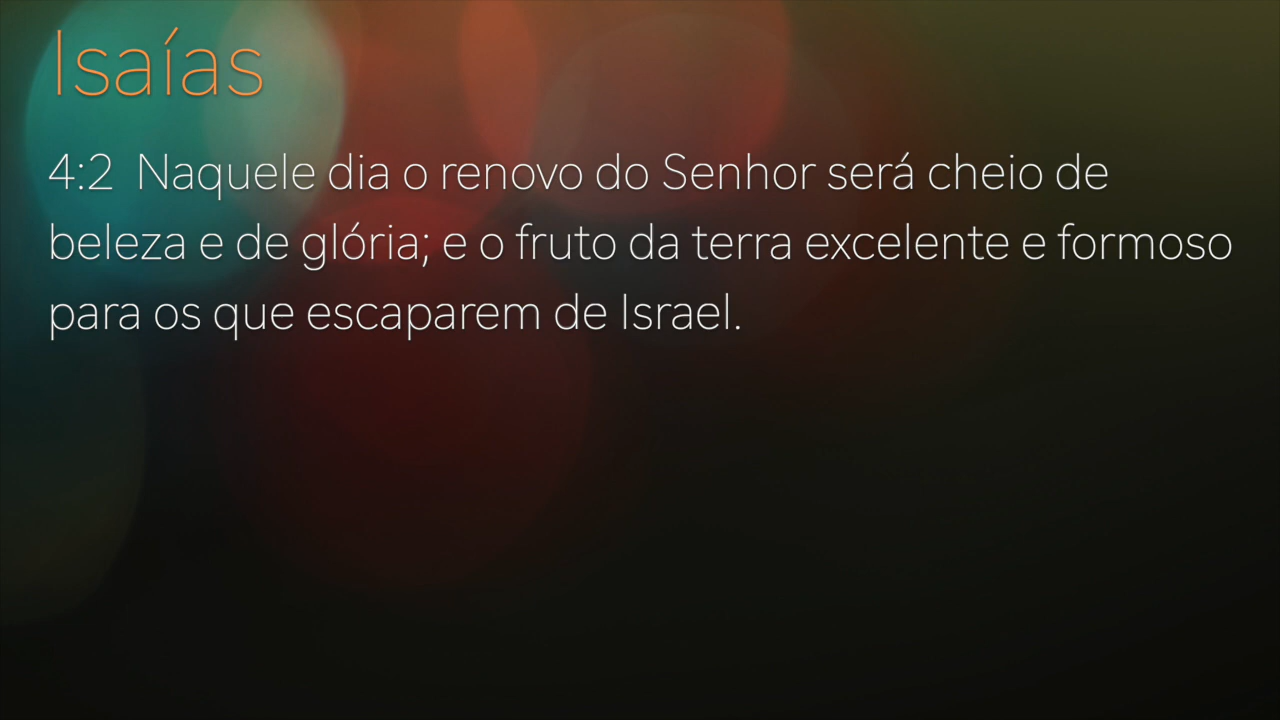 Isaías
4:2 Naquele dia o renovo do Senhor será cheio de
beleza e de glória; e o fruto da terra excelente e formoso
para os que escaparem de Israel.